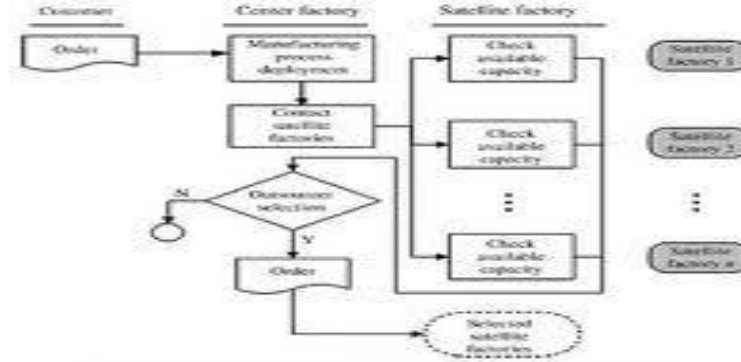 Customer
Center factory
Satellite factory
Order
Manufacturing
process
deployment
Check
available
capacity
Satellite
factory 1
Contact
satellite
factories
Check
available
capacity
Satellite
factory 2
N
Outsourcer
selection
Y
Order
Check
available
capacity
Satellite
factory n
Selected
satellite
factories